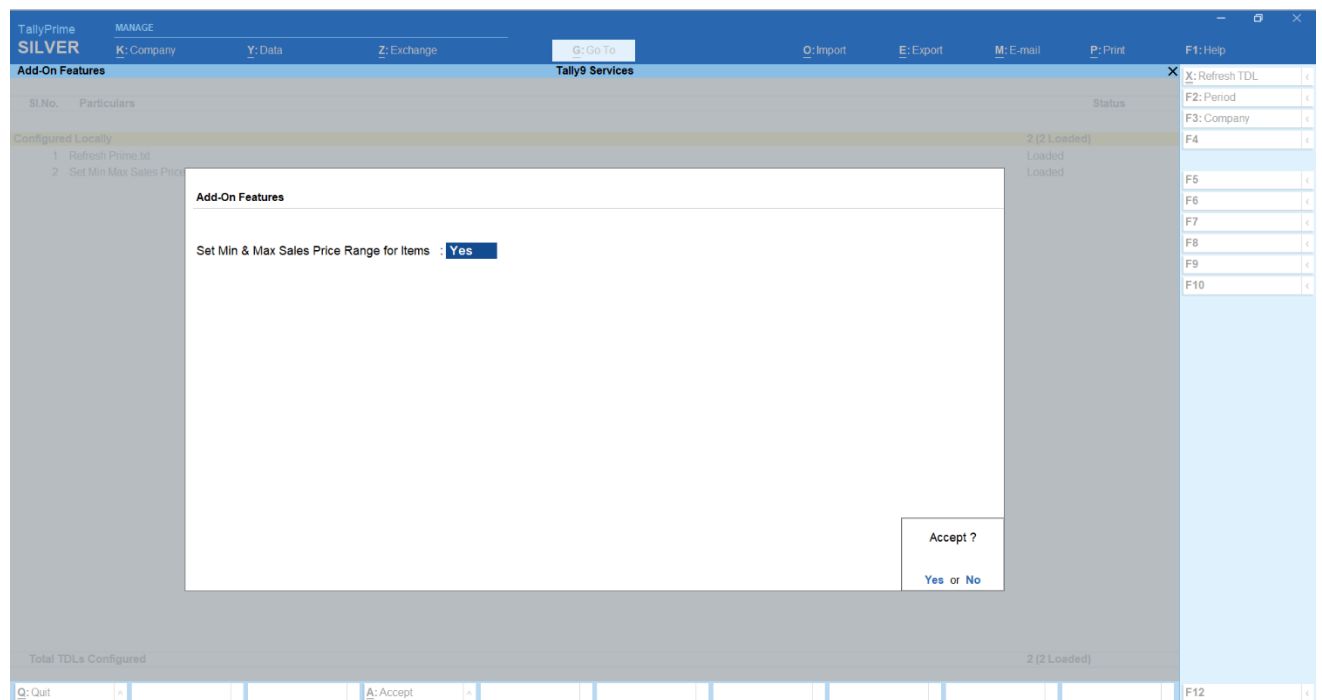 TallyPrime
MANAGE
SILVER
K: Company Y: Data Z: Exchange G: Go To O: Import E: Export M: E-mail P: Print F1: Help
Add-On Features Tally9 Services X
X: Refresh TDL
Sl.No. Particulars Status
F2: Period
F3: Company
Configured Locally 2 (2 Loaded)
F4
1 Refresh Prime.txt Loaded
2 Set Min Max Sales Price Loaded
F5
Add-On Features
F6
F7
Set Min & Max Sales Price Range for Items : Yes
F8
F9
F10
Accept ?
Yes or No
Total TDLs Configured 2 (2 Loaded)
Q: Quit A: Accept F12